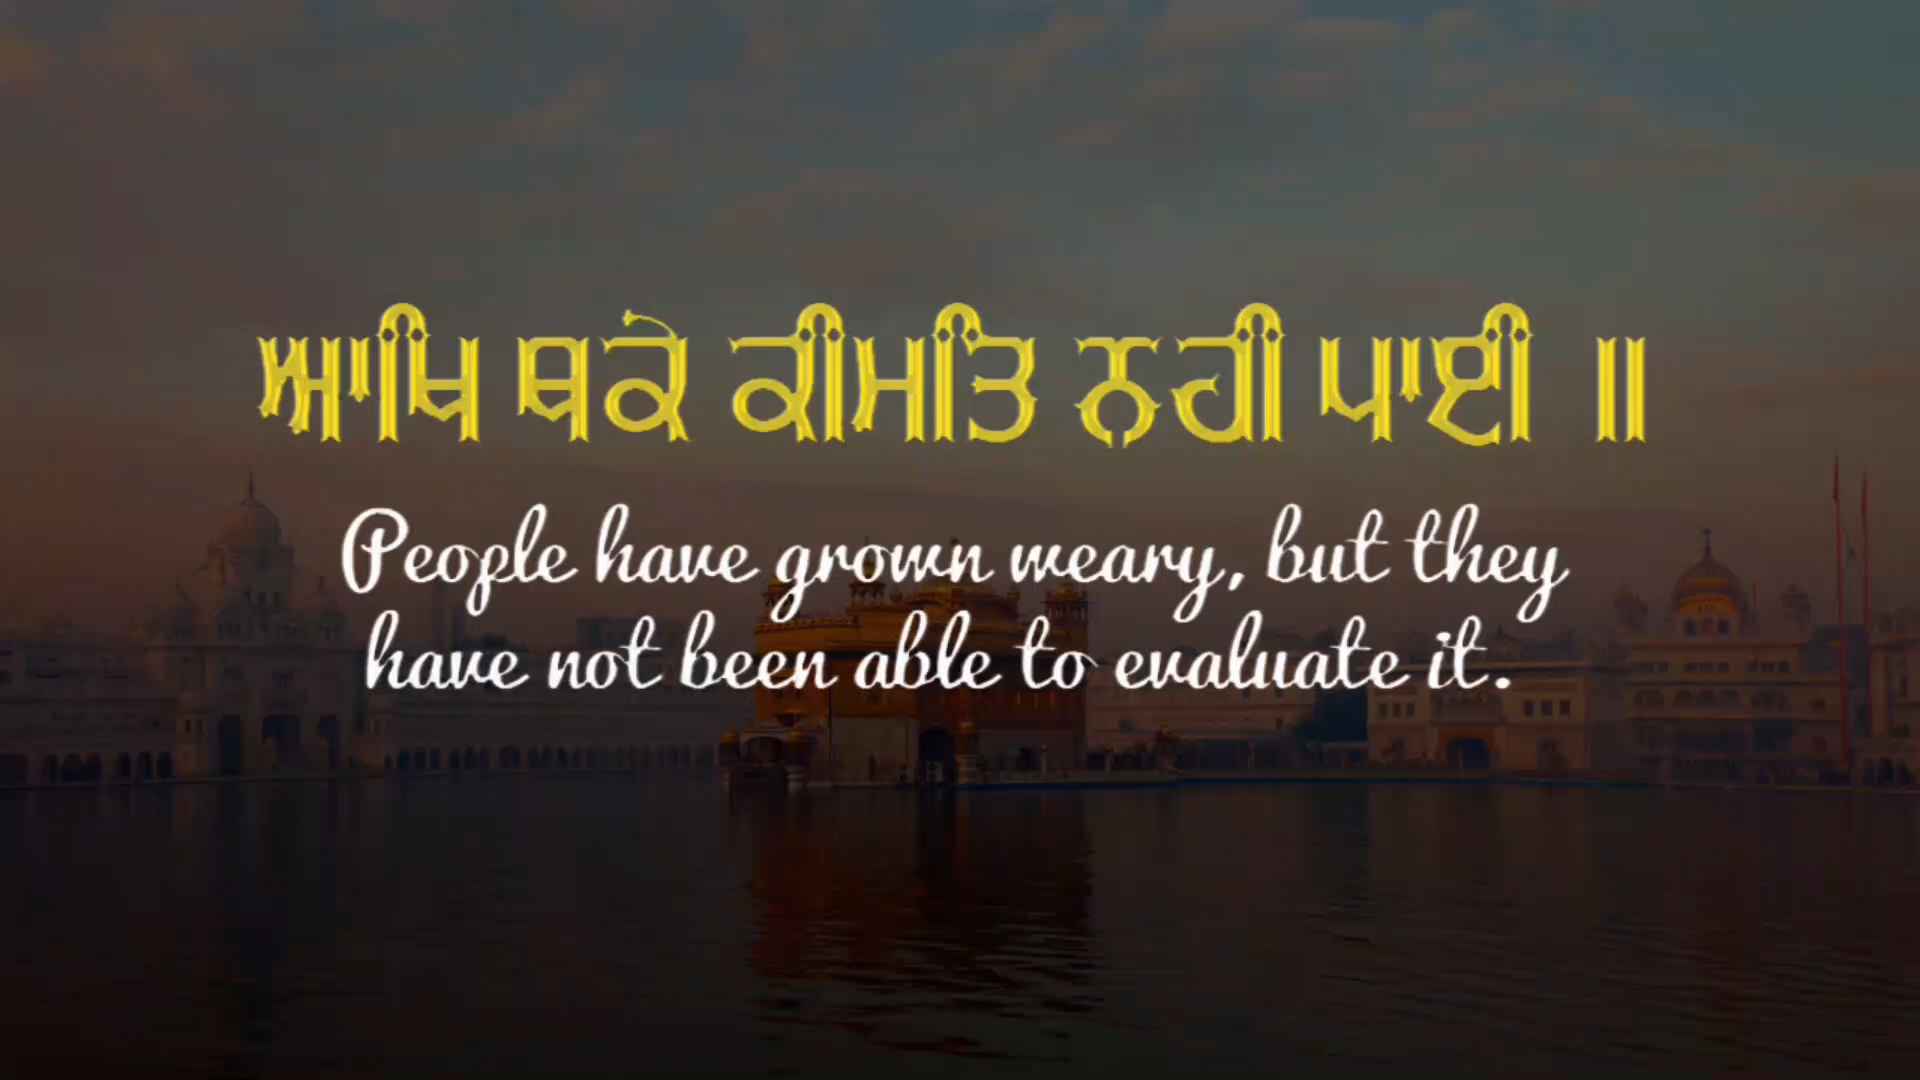 ਆਖਿ ਥਕੇ ਕੀਮਤਿ ਨਹੀ ਪਾਈ ॥
People have grown weary, but they
have not been able to evaluate it.